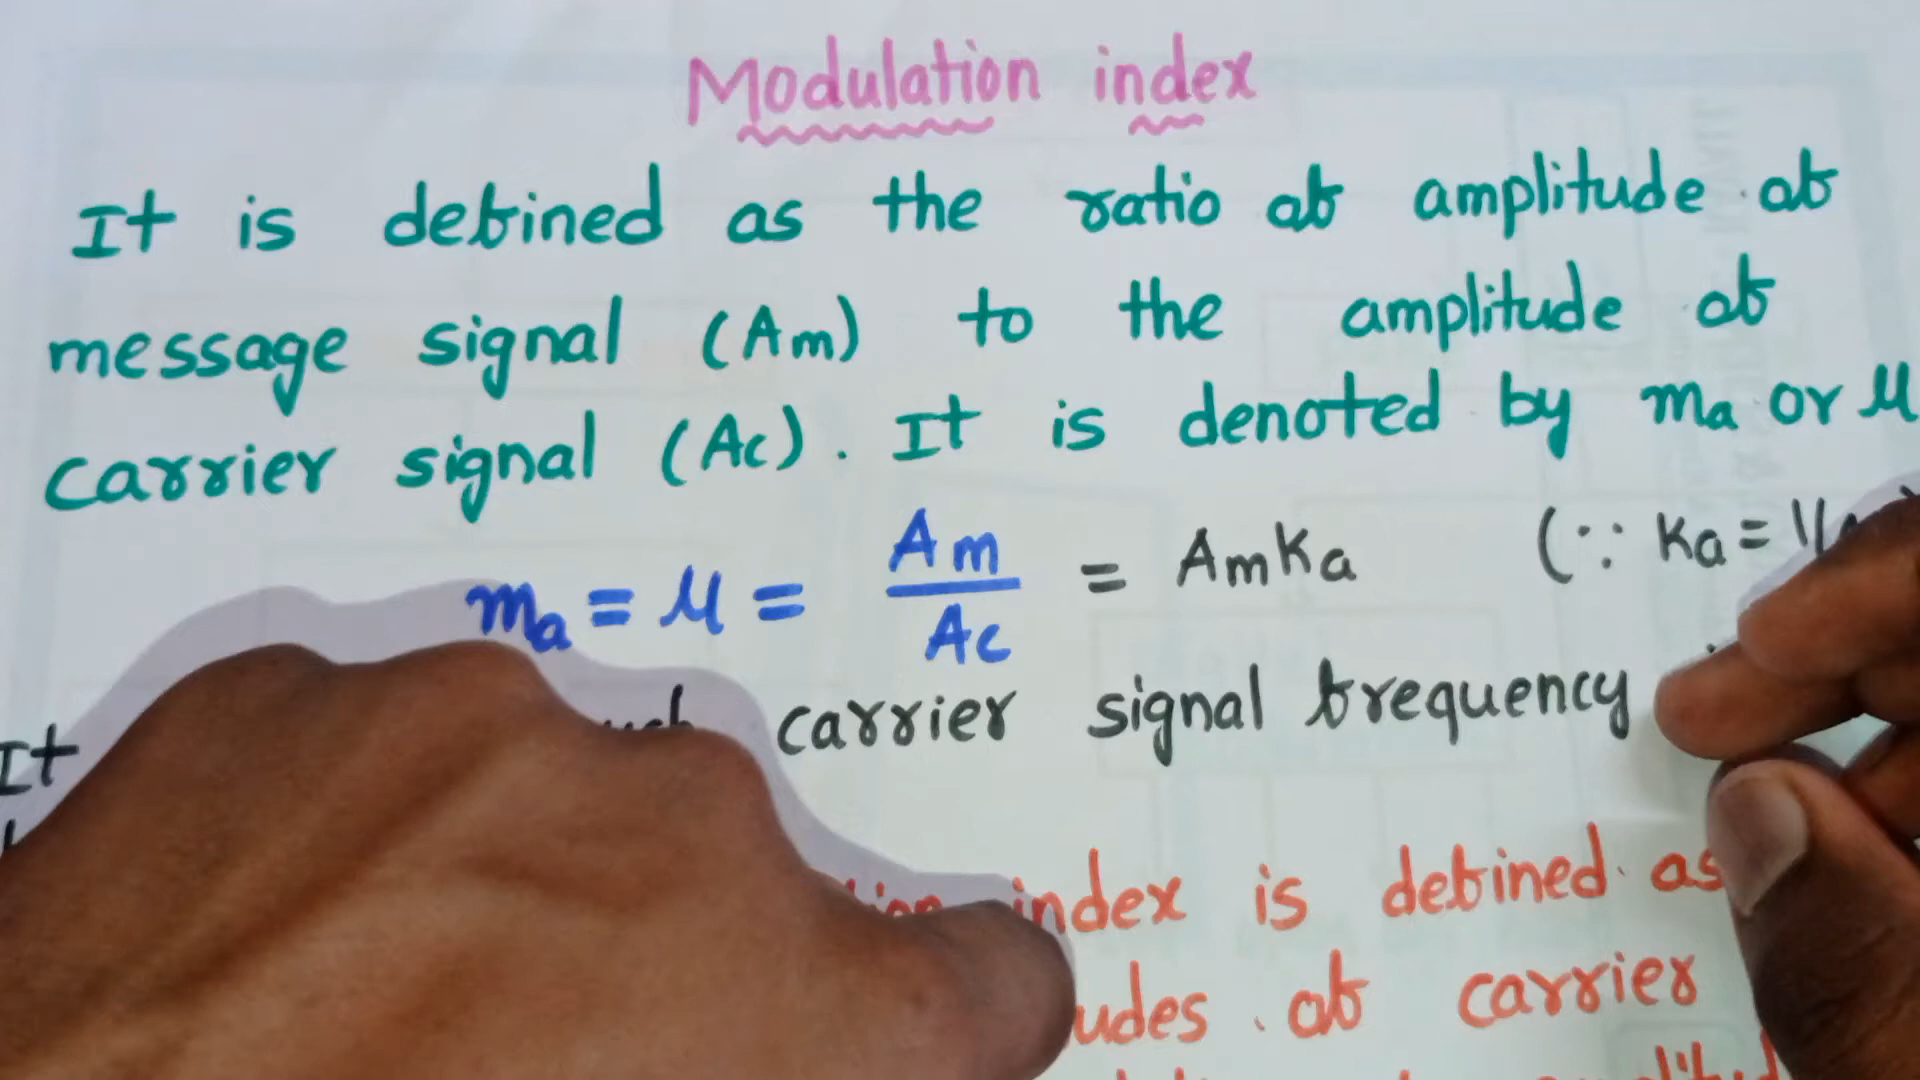 Modulation index
It is defined as the ratio of amplitude of
message signal (Am) to the amplitude of
carrier signal (Ac). It is denoted by ma or μ
ma = μ = Am/Ac = AmKa (∵ Ka = 1/
It carrier signal frequency
index is defined as
of carrier